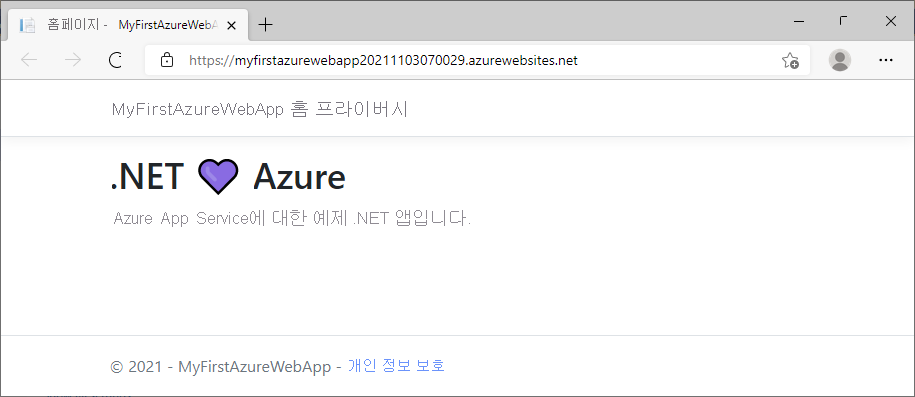 홈페이지 - MyFirstAzureWebA
https://myfirstazurewebapp20211103070029.azurewebsites.net
MyFirstAzureWebApp 홈 프라이버시
.NET 💜 Azure
Azure App Service에 대한 예제 .NET 앱입니다.
© 2021 - MyFirstAzureWebApp - 개인 정보 보호